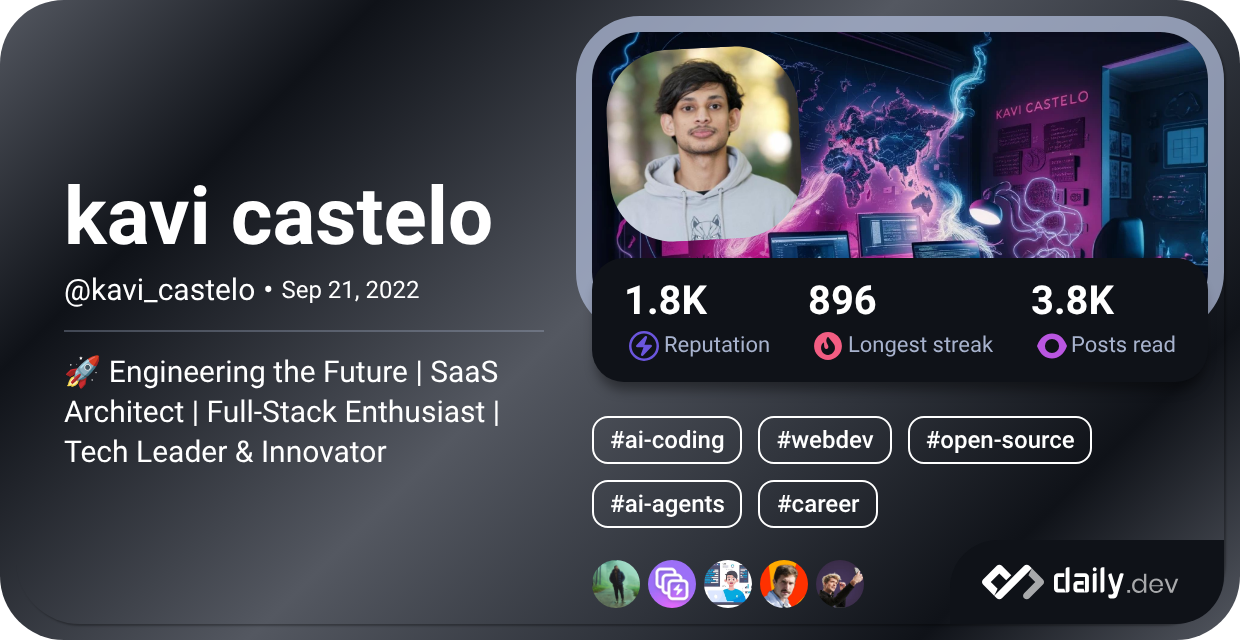 kavi castelo
@kavi_castelo • Sep 21, 2022
🚀 Engineering the Future | SaaS
Architect | Full-Stack Enthusiast |
Tech Leader & Innovator
KAVI CASTELO
1.8K 896 3.8K
Reputation Longest streak Posts read
#ai-coding #webdev #open-source
#ai-agents #career
daily.dev